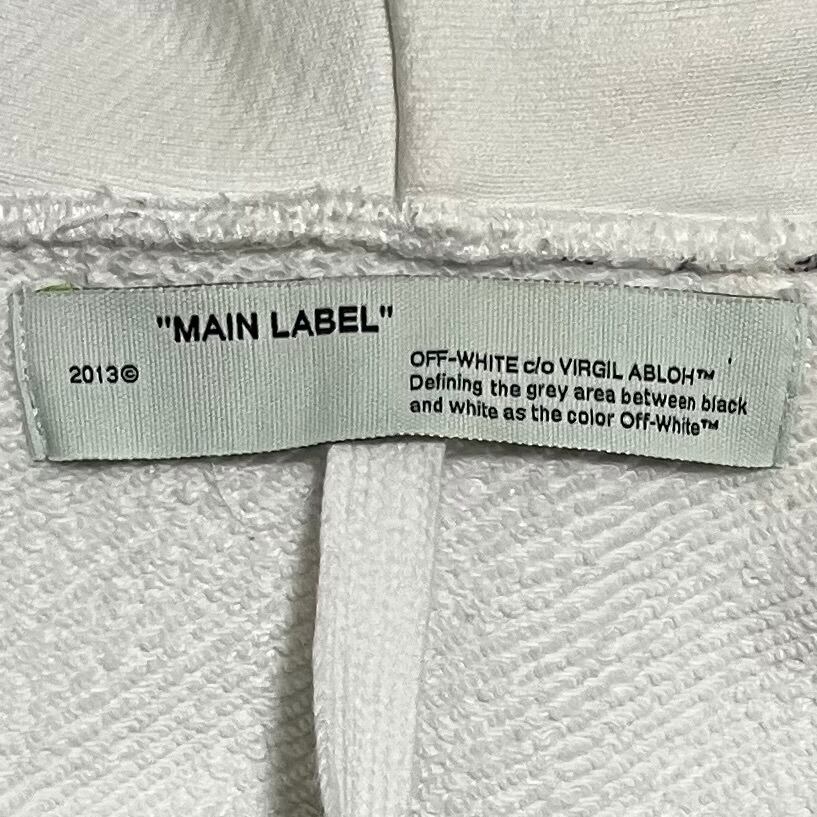 "MAIN LABEL"
2013©
OFF-WHITE c/o VIRGIL ABLOH™
Defining the grey area between black
and white as the color Off-White™